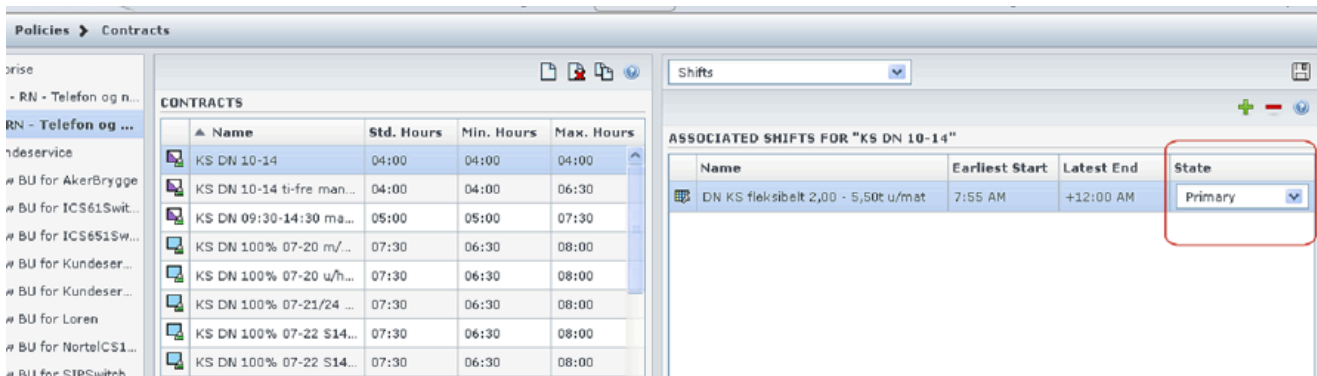 Policies > Contracts
prise
- RN - Telefon og n...
RN - Telefon og ...
ndeservice
w BU for AkerBrygge
w BU for ICS61Swit...
w BU for ICS651Sw...
w BU for Kundeser...
w BU for Kundeser...
w BU for Loren
w BU for NortelCS1...
w BU for SIPSwitch
CONTRACTS
Name Std. Hours Min. Hours Max. Hours
KS DN 10-14 04:00 04:00 04:00
KS DN 10-14 ti-fre man... 04:00 04:00 06:30
KS DN 09:30-14:30 ma... 05:00 05:00 07:30
KS DN 100% 07-20 m/... 07:30 06:30 08:00
KS DN 100% 07-20 u/h... 07:30 06:30 08:00
KS DN 100% 07-21/24 ... 07:30 06:30 08:00
KS DN 100% 07-22 S14... 07:30 06:30 08:00
KS DN 100% 07-22 S14... 07:30 06:30 08:00
Shifts
ASSOCIATED SHIFTS FOR "KS DN 10-14"
Name Earliest Start Latest End State
DN KS fleksibelt 2,00 - 5,50t u/mat 7:55 AM +12:00 AM Primary